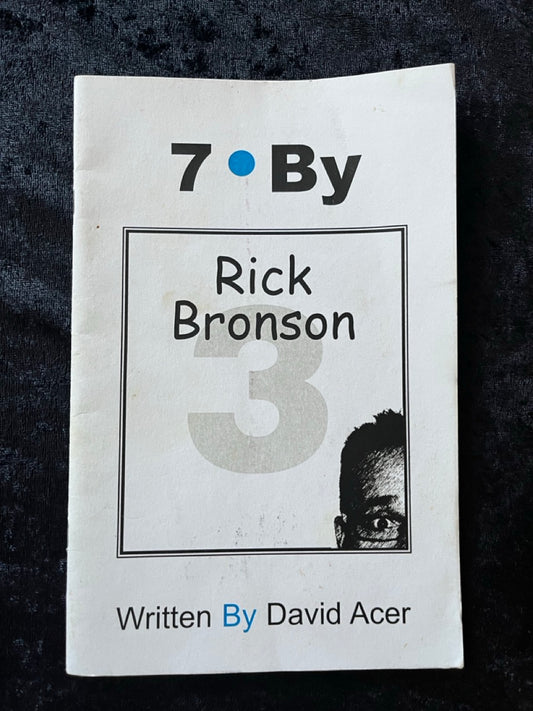 7 • By
Rick
Bronson
3
Written By David Acer